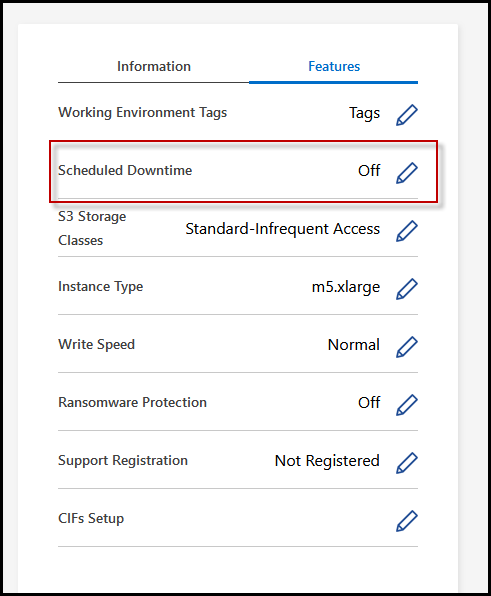 Information Features
Working Environment Tags Tags
Scheduled Downtime Off
S3 Storage
Classes Standard-Infrequent Access
Instance Type m5.xlarge
Write Speed Normal
Ransomware Protection Off
Support Registration Not Registered
CIFs Setup